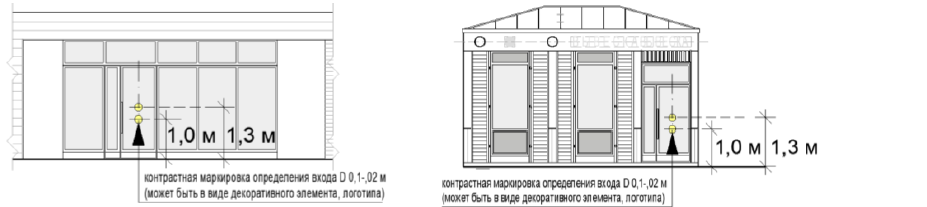 1,0 м 1,3 м
контрастная маркировка определения входа D 0,1-,02 м
(может быть в виде декоративного элемента, логотипа)
1,0 м 1,3 м
контрастная маркировка определения входа D 0,1-,02 м
(может быть в виде декоративного элемента, логотипа)